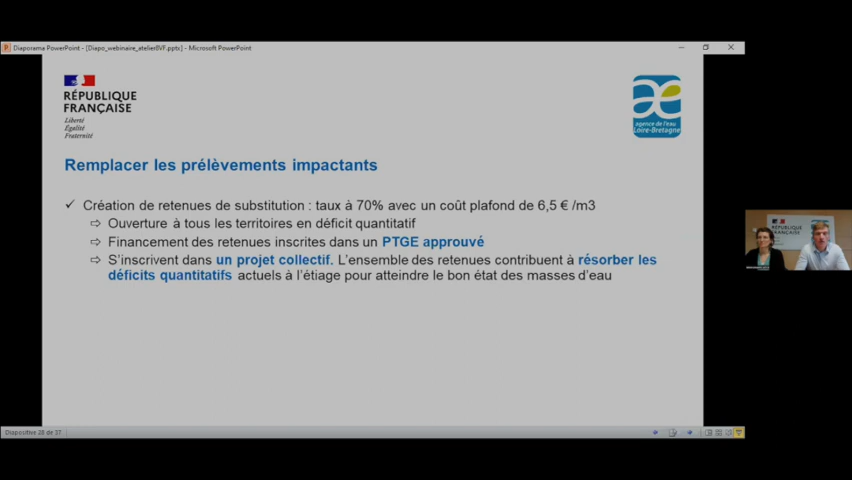 Diaporama PowerPoint - [Diapo_webinaire_atelierBVF.pptx] - Microsoft PowerPoint
RÉPUBLIQUE
FRANÇAISE
Liberté
Égalité
Fraternité
agence de l'eau
Loire-Bretagne
Remplacer les prélèvements impactants
✓ Création de retenues de substitution : taux à 70% avec un coût plafond de 6,5 € /m3
⇨ Ouverture à tous les territoires en déficit quantitatif
⇨ Financement des retenues inscrites dans un PTGE approuvé
⇨ S'inscrivent dans un projet collectif. L'ensemble des retenues contribuent à résorber les
déficits quantitatifs actuels à l'étiage pour atteindre le bon état des masses d'eau
RÉPUBLIQUE
FRANÇAISE
Diapositive 28 de 37